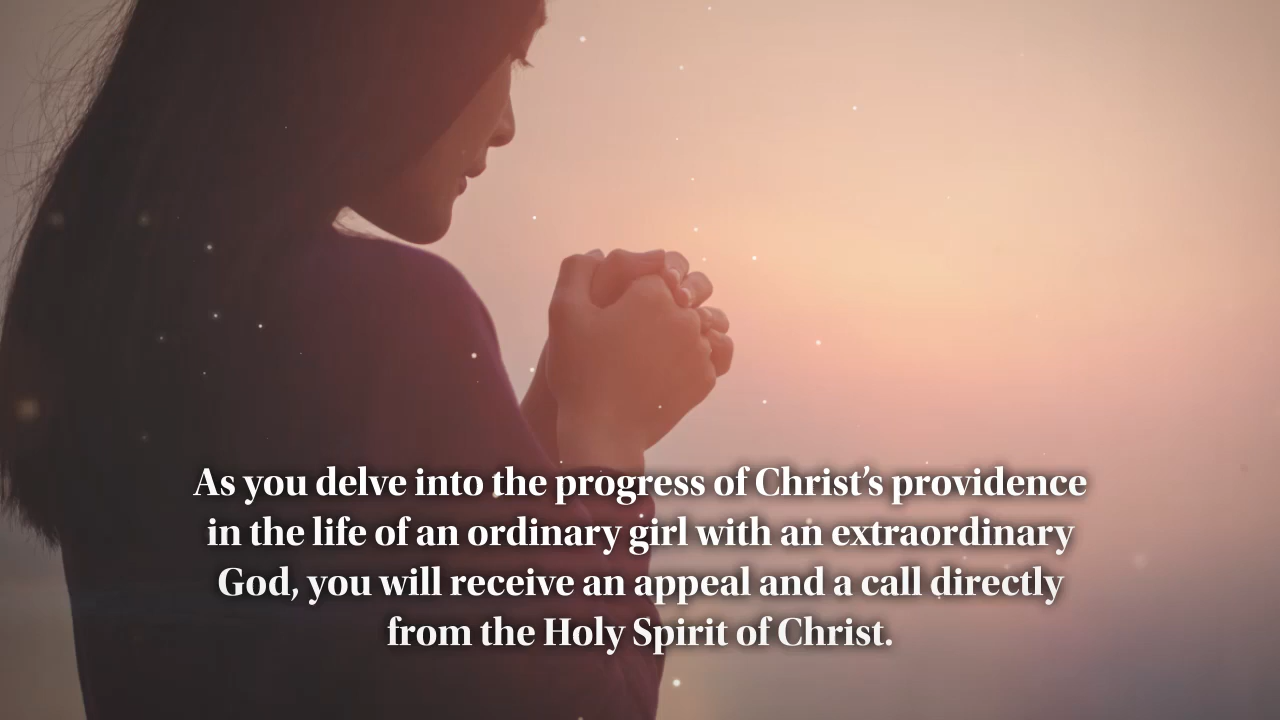 As you delve into the progress of Christ’s providence
in the life of an ordinary girl with an extraordinary
God, you will receive an appeal and a call directly
from the Holy Spirit of Christ.